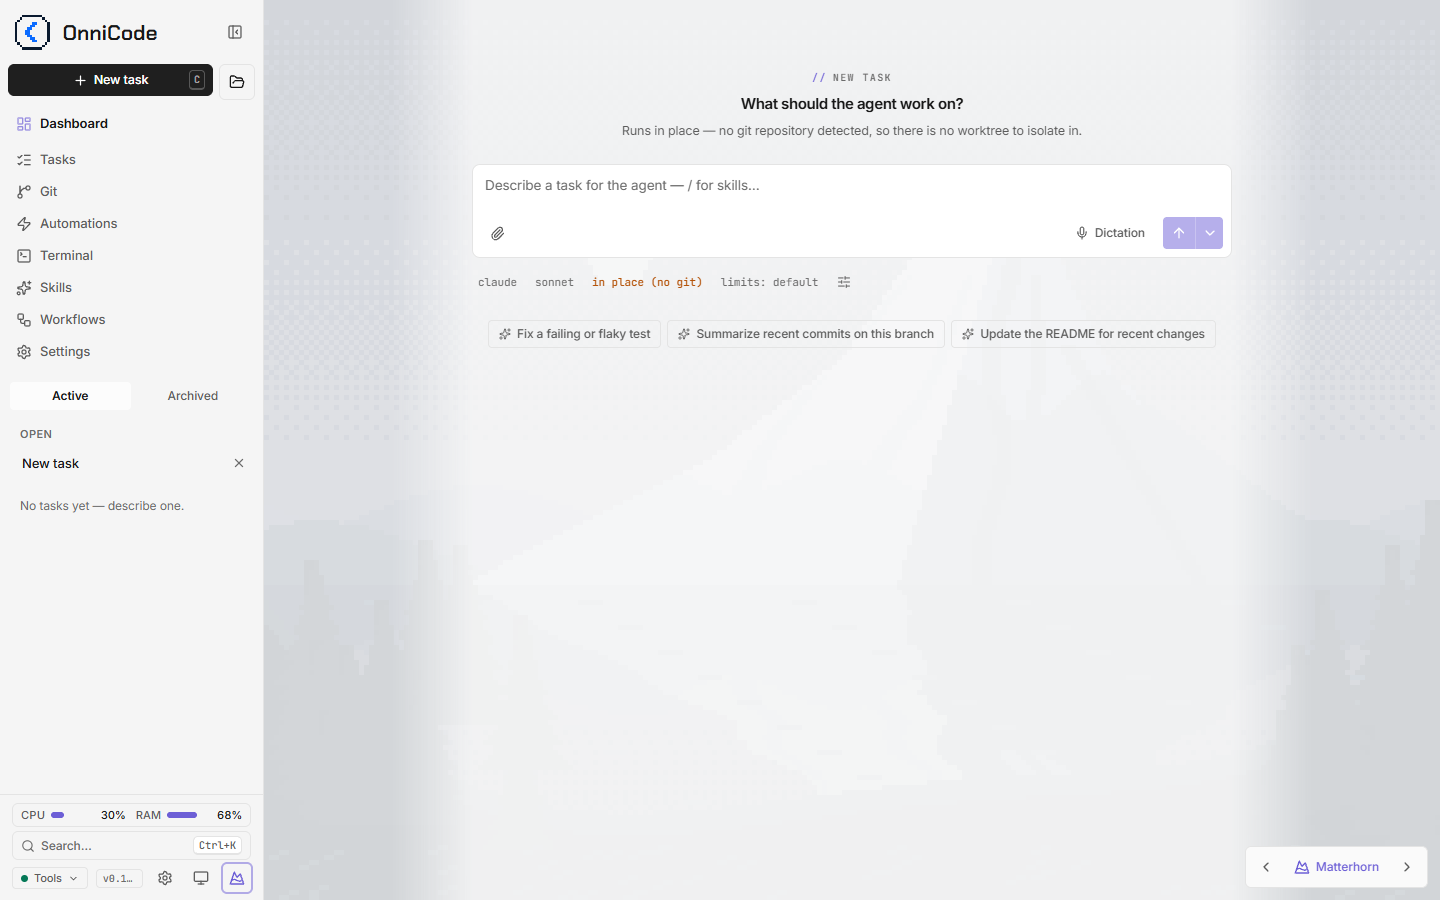 OnniCode
New task
C
Dashboard
Tasks
Git
Automations
Terminal
Skills
Workflows
Settings
Active
Archived
OPEN
New task
No tasks yet — describe one.
CPU
30%
RAM
68%
Search...
Ctrl+K
Tools
v0.1…
// NEW TASK
What should the agent work on?
Runs in place — no git repository detected, so there is no worktree to isolate in.
Describe a task for the agent — / for skills...
Dictation
claude
sonnet
in place (no git)
limits: default
Fix a failing or flaky test
Summarize recent commits on this branch
Update the README for recent changes
Matterhorn